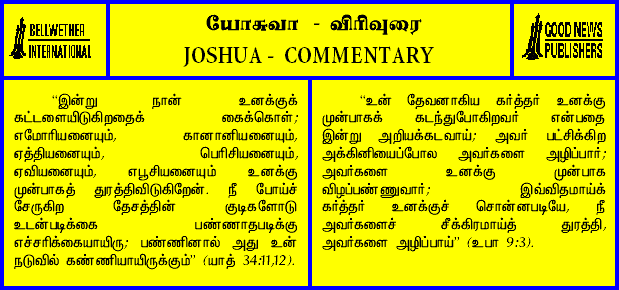 BELLWETHER
INTERNATIONAL
யோசுவா - விரிவுரை
JOSHUA - COMMENTARY
GOOD NEWS
PUBLISHERS
“இன்று நான் உனக்குக்
கட்டளையிடுகிறதைக் கைக்கொள்;
எமோரியனையும், கானானியனையும்,
ஏத்தியனையும், பெரிசியனையும்,
ஏவியனையும், எபூசியனையும் உனக்கு
முன்பாகத் துரத்திவிடுகிறேன். நீ போய்ச்
சேருகிற தேசத்தின் குடிகளோடு
உடன்படிக்கை பண்ணாதபடிக்கு
எச்சரிக்கையாயிரு; பண்ணினால் அது உன்
நடுவில் கண்ணியாயிருக்கும்” (யாத் 34:11,12).
“உன் தேவனாகிய கர்த்தர் உனக்கு
முன்பாகக் கடந்துபோகிறவர் என்பதை
இன்று அறியக்கடவாய்; அவர் பட்சிக்கிற
அக்கினியைப்போல அவர்களை அழிப்பார்;
அவர்களை உனக்கு முன்பாக
விழப்பண்ணுவார்; இவ்விதமாய்க்
கர்த்தர் உனக்குச் சொன்னபடியே, நீ
அவர்களைச் சீக்கிரமாய்த் துரத்தி,
அவர்களை அழிப்பாய்” (உபா 9:3).